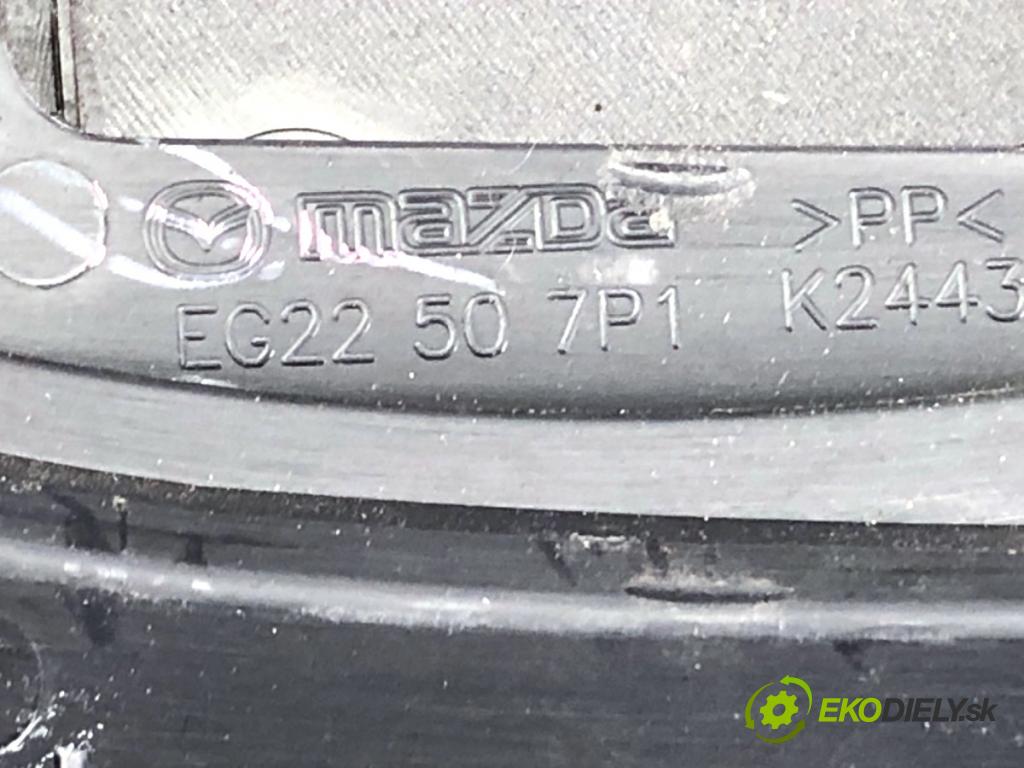 mazda >PP<
EG22 50 7P1 K2443
EKODIELY.sk